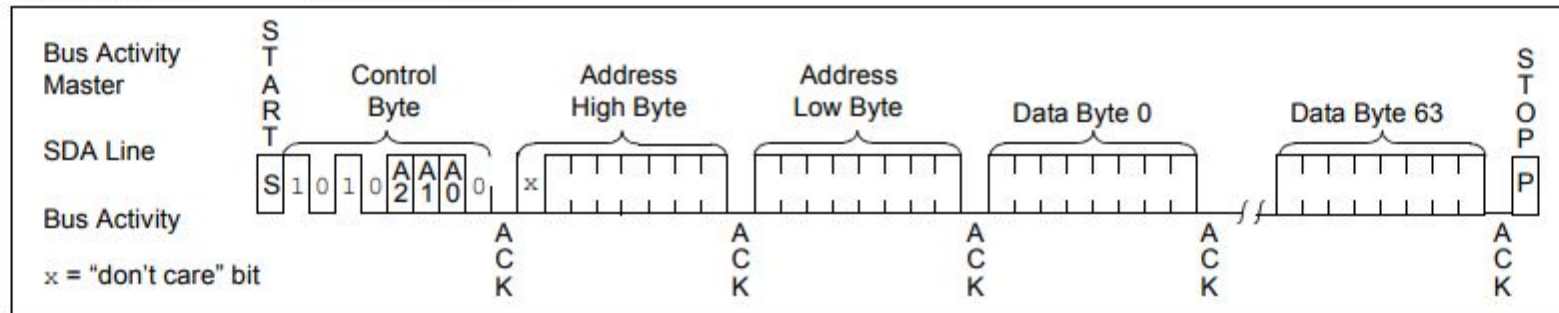 Bus Activity
Master
SDA Line
Bus Activity
x = “don’t care” bit
START
Control
Byte
Address
High Byte
Address
Low Byte
Data Byte 0
Data Byte 63
STOP
S 1 0 1 0 A2 A1 A0 0 x P
ACK ACK ACK ACK ACK